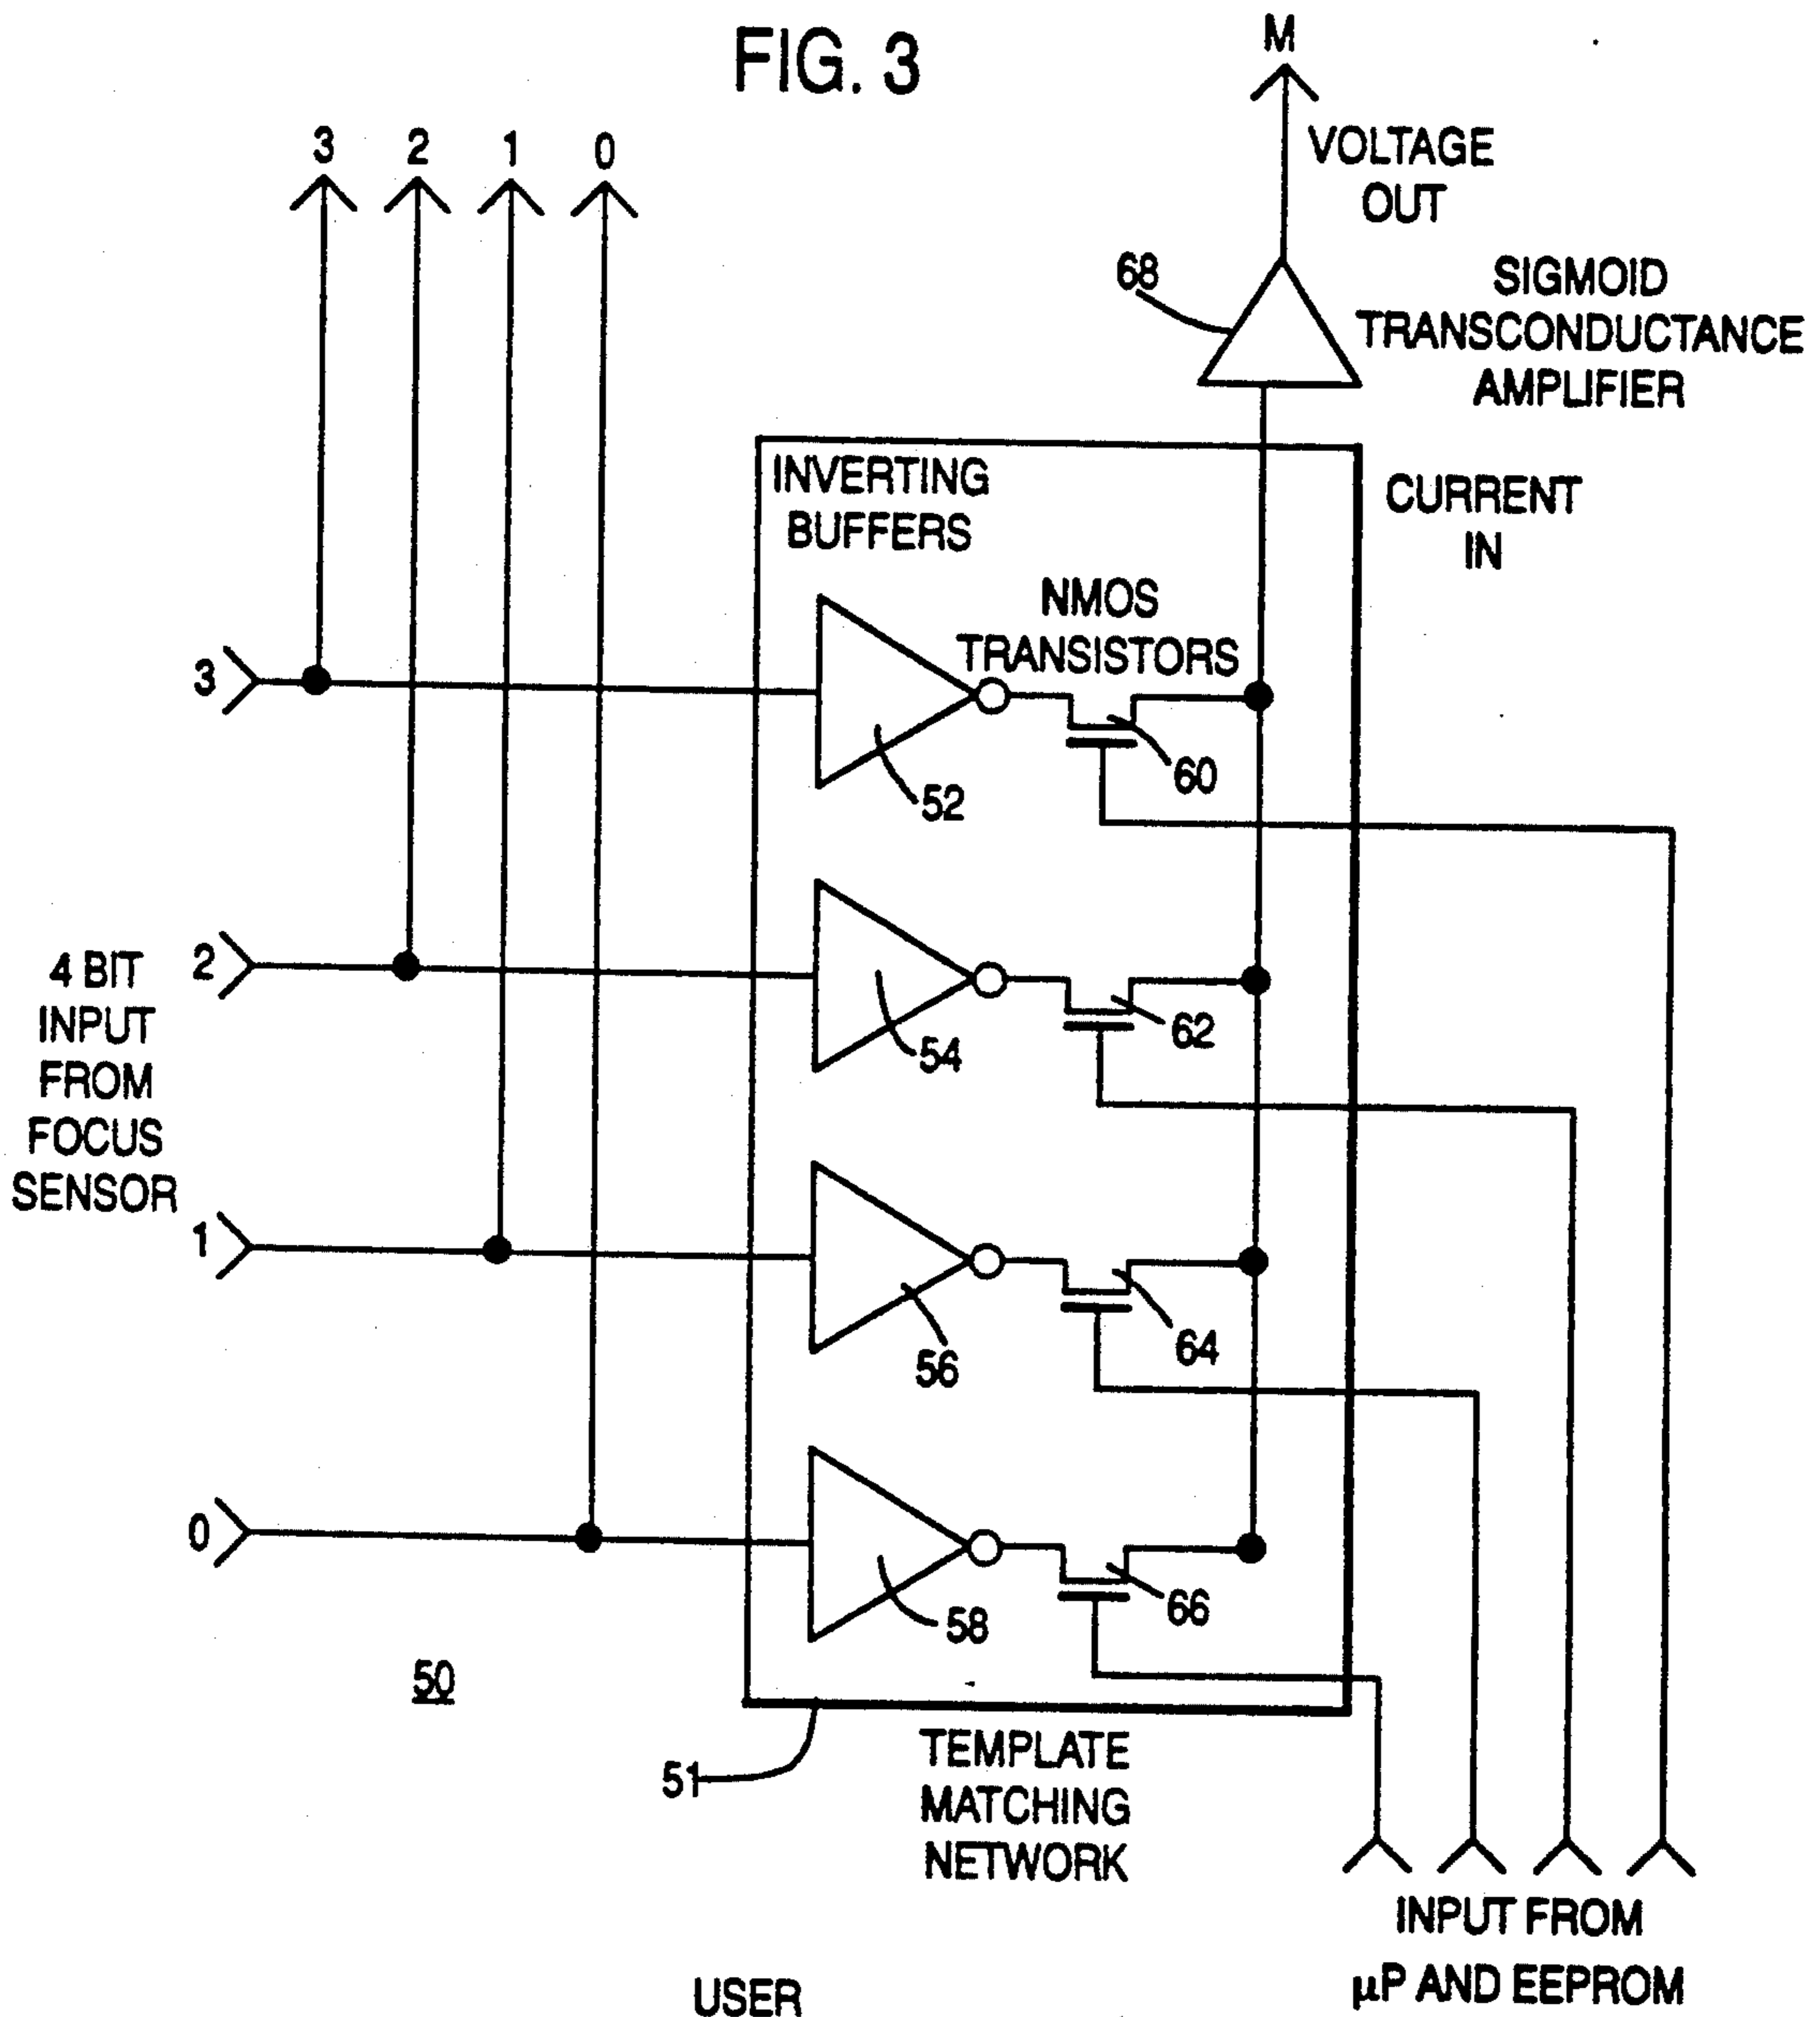 FIG. 3
M
3 2 1 0
VOLTAGE
OUT
68
SIGMOID
TRANSCONDUCTANCE
AMPLIFIER
INVERTING
BUFFERS
CURRENT
IN
NMOS
TRANSISTORS
3
60
52
2
4 BIT
INPUT
FROM
FOCUS
SENSOR
62
54
1
64
56
0
66
58
50
51
TEMPLATE
MATCHING
NETWORK
INPUT FROM
µP AND EEPROM
USER